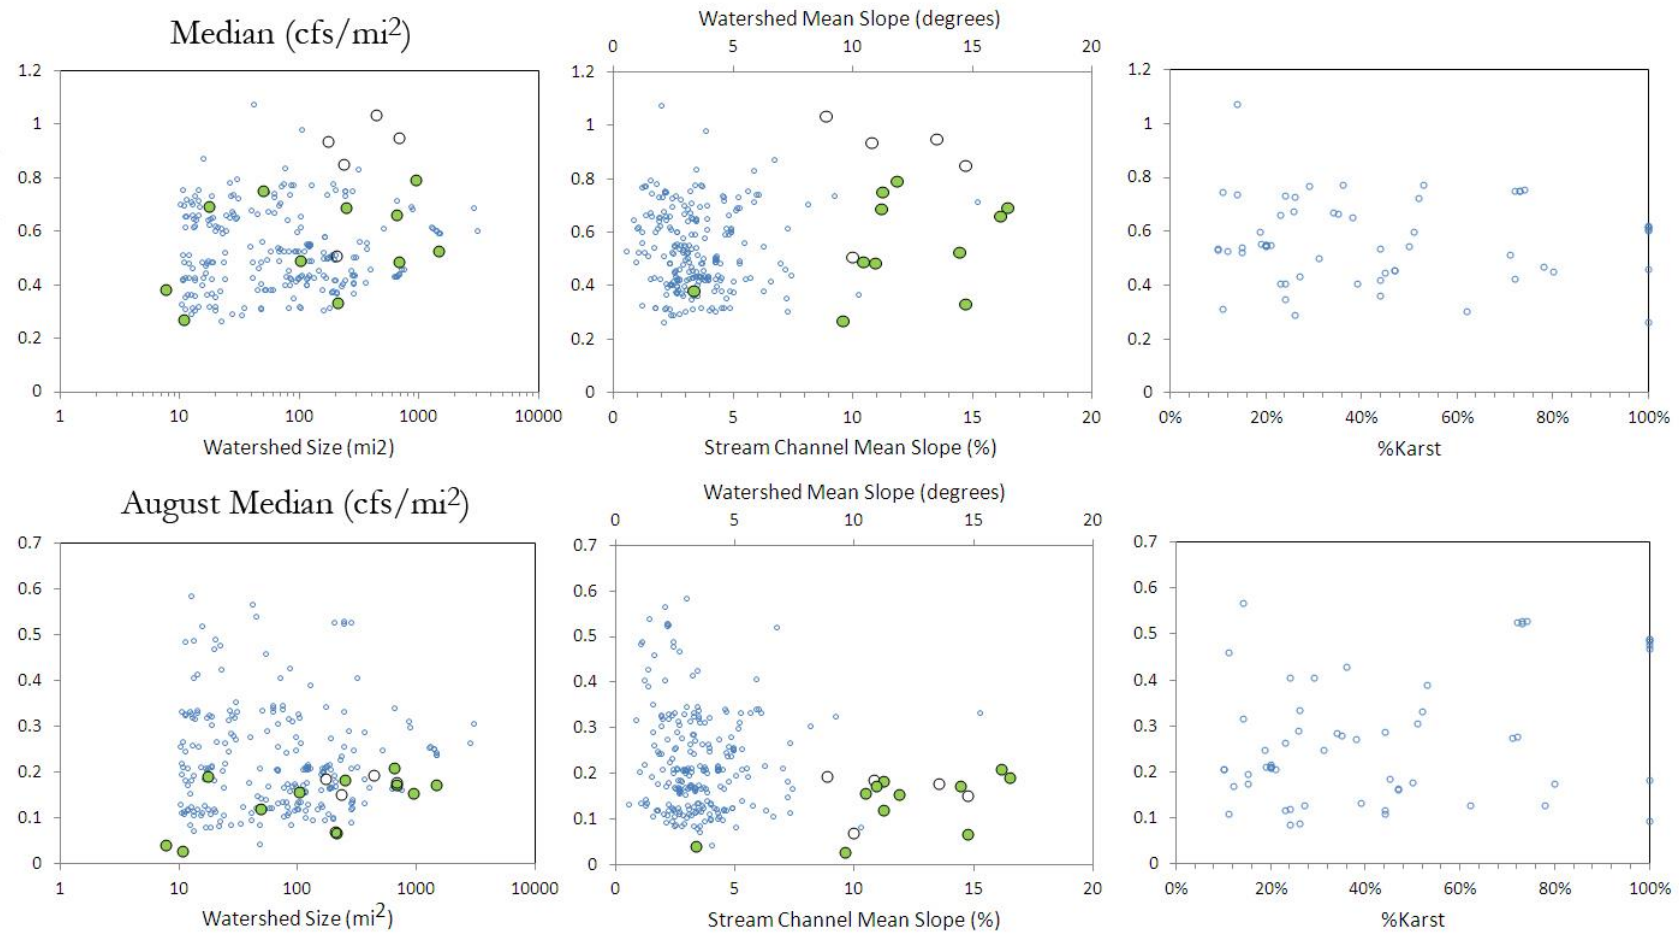 Median (cfs/mi²)
Watershed Mean Slope (degrees)
0 5 10 15 20
1.2
1
0.8
0.6
0.4
0.2
0
1 10 100 1000 10000
Watershed Size (mi2)
1.2
1
0.8
0.6
0.4
0.2
0
0 5 10 15 20
Stream Channel Mean Slope (%)
1.2
1
0.8
0.6
0.4
0.2
0
0% 20% 40% 60% 80% 100%
%Karst
August Median (cfs/mi²)
Watershed Mean Slope (degrees)
0 5 10 15 20
0.7
0.6
0.5
0.4
0.3
0.2
0.1
0
1 10 100 1000 10000
Watershed Size (mi²)
0.7
0.6
0.5
0.4
0.3
0.2
0.1
0
0 5 10 15 20
Stream Channel Mean Slope (%)
0.7
0.6
0.5
0.4
0.3
0.2
0.1
0
0% 20% 40% 60% 80% 100%
%Karst